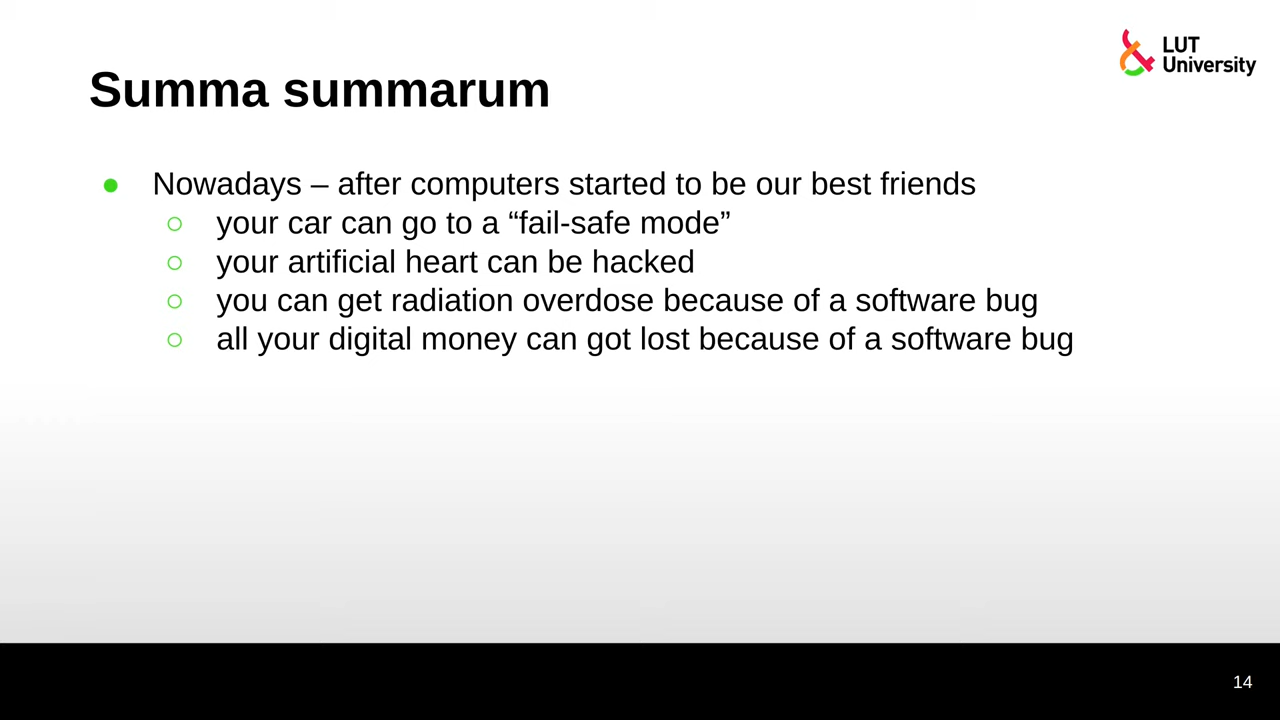 LUT
University
Summa summarum
● Nowadays – after computers started to be our best friends
○ your car can go to a “fail-safe mode”
○ your artificial heart can be hacked
○ you can get radiation overdose because of a software bug
○ all your digital money can got lost because of a software bug
14